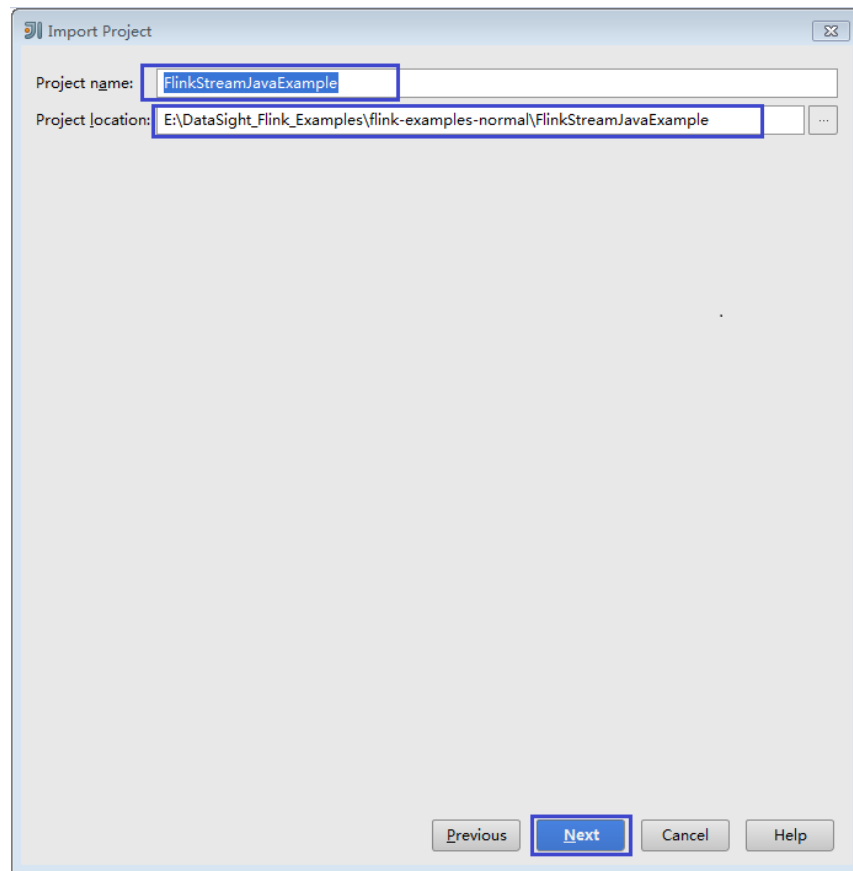 Import Project
Project name: FlinkStreamJavaExample
Project location: E:\DataSight_Flink_Examples\flink-examples-normal\FlinkStreamJavaExample ...
Previous Next Cancel Help